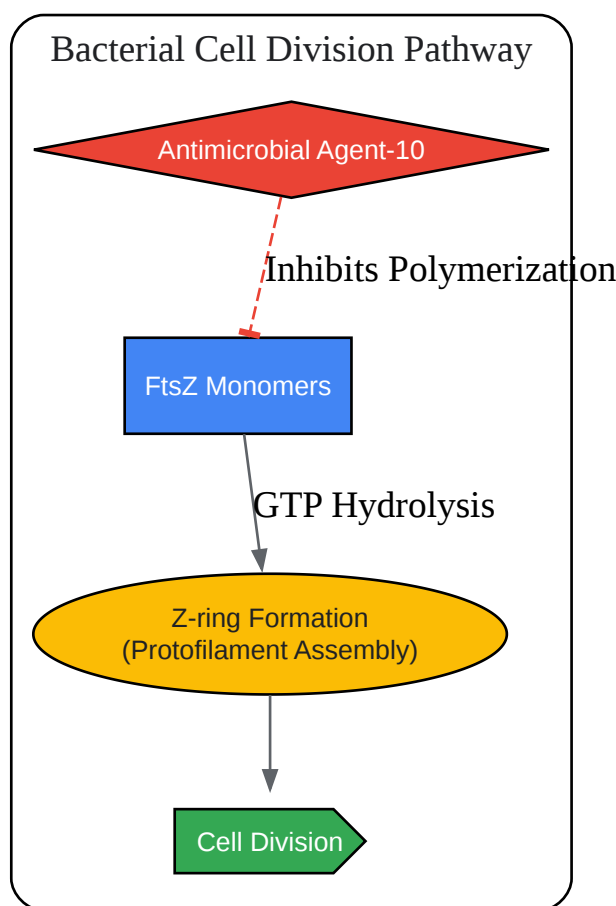 Bacterial Cell Division Pathway
Antimicrobial Agent-10
Inhibits Polymerization
FtsZ Monomers
GTP Hydrolysis
Z-ring Formation
(Protofilament Assembly)
Cell Division